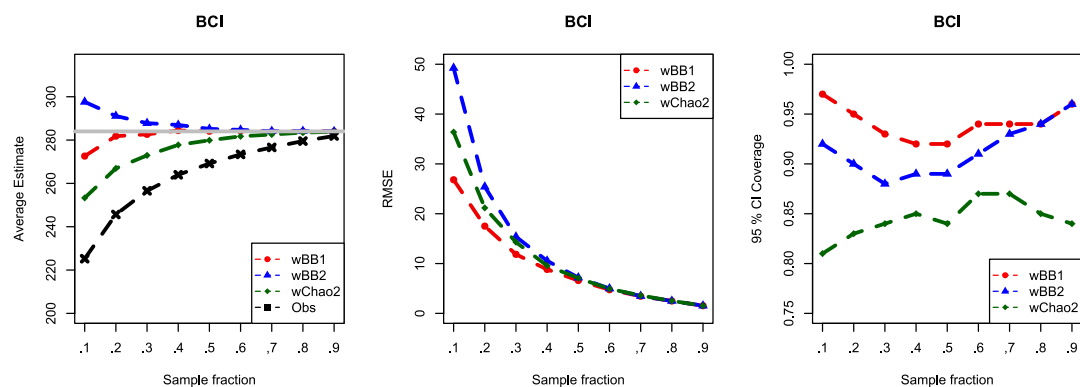 BCI
Average Estimate
300
280
260
240
220
200
wBB1
wBB2
wChao2
Obs
.1 .2 .3 .4 .5 .6 ,7 .8 .9
Sample fraction
BCI
RMSE
50
40
30
20
10
0
wBB1
wBB2
wChao2
.1 .2 .3 .4 .5 .6 ,7 .8 .9
Sample fraction
BCI
95 % CI Coverage
1.00
0.95
0.90
0.85
0.80
0.75
wBB1
wBB2
wChao2
.1 .2 .3 .4 .5 .6 ,7 .8 .9
Sample fraction